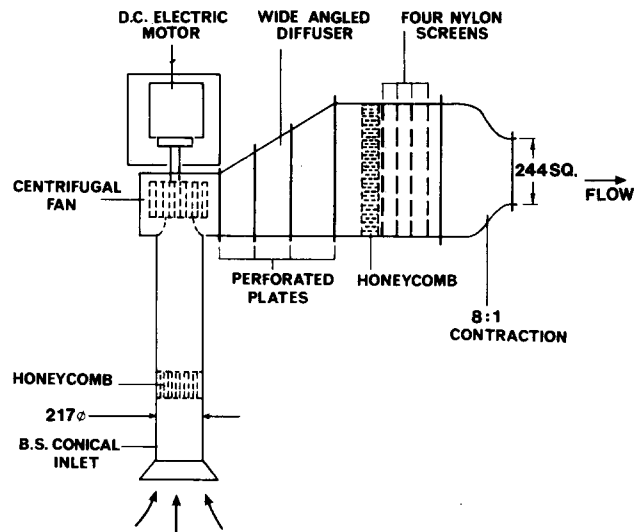 D.C. ELECTRIC
MOTOR
WIDE ANGLED
DIFFUSER
FOUR NYLON
SCREENS
CENTRIFUGAL
FAN
244 SQ.
FLOW
PERFORATED
PLATES
HONEYCOMB
8:1
CONTRACTION
HONEYCOMB
217ϕ
B.S. CONICAL
INLET